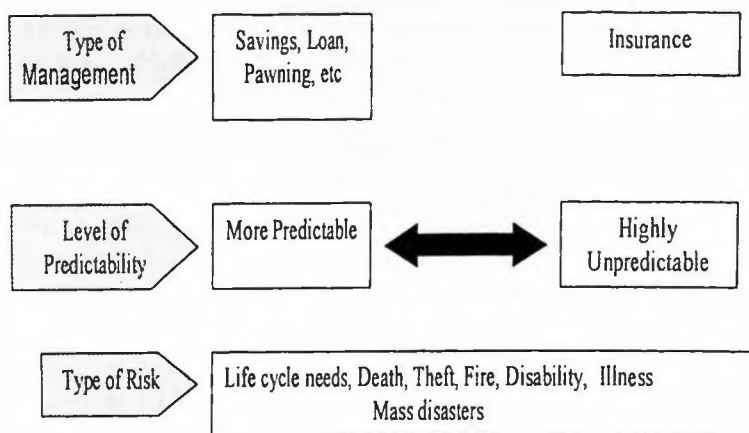 Type of
Management
Savings, Loan,
Pawning, etc
Insurance
Level of
Predictability
More Predictable
Highly
Unpredictable
Type of Risk
Life cycle needs, Death, Theft, Fire, Disability, Illness
Mass disasters